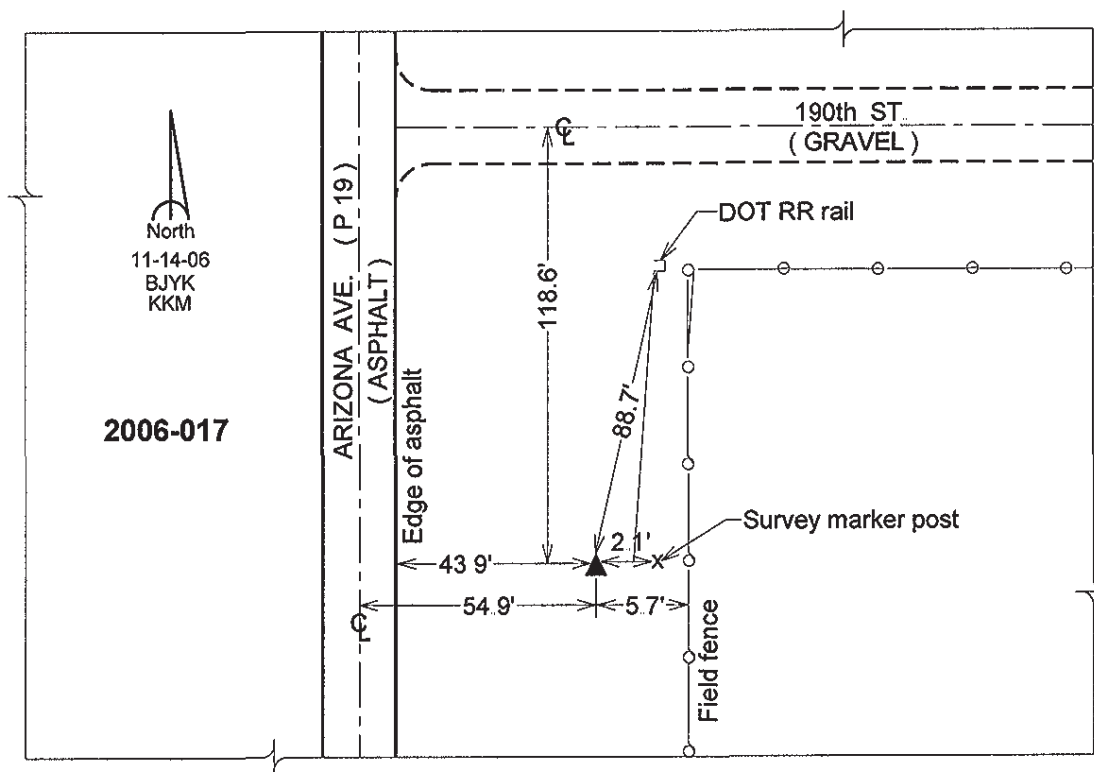 190th ST.
( GRAVEL )
℄
DOT RR rail
North
11-14-06
BJYK
KKM
ARIZONA AVE. ( P 19 )
( ASPHALT )
118.6'
88.7'
2006-017
Edge of asphalt
Survey marker post
2.1'
43.9'
54.9'
5.7'
℄
Field fence